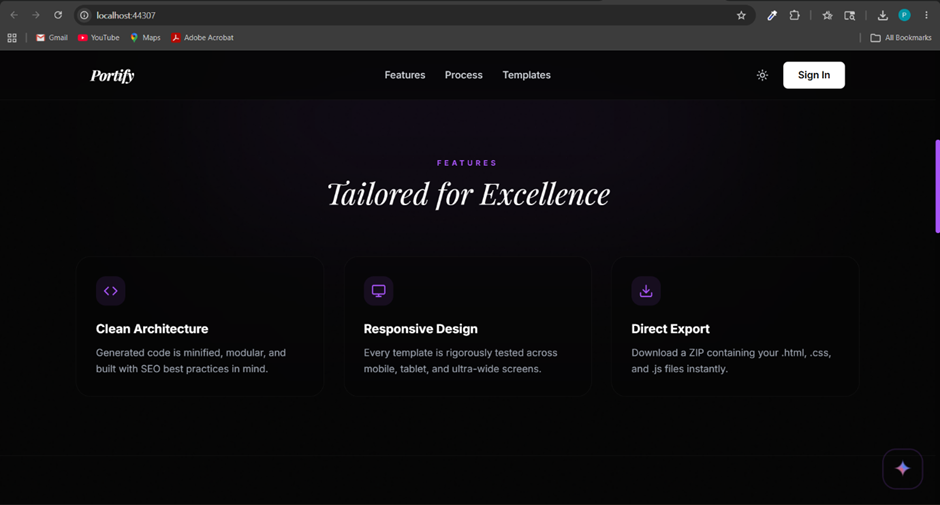 localhost:44307
Gmail YouTube Maps Adobe Acrobat All Bookmarks
Portify Features Process Templates Sign In
FEATURES
Tailored for Excellence
Clean Architecture
Generated code is minified, modular, and
built with SEO best practices in mind.
Responsive Design
Every template is rigorously tested across
mobile, tablet, and ultra-wide screens.
Direct Export
Download a ZIP containing your .html, .css,
and .js files instantly.
P